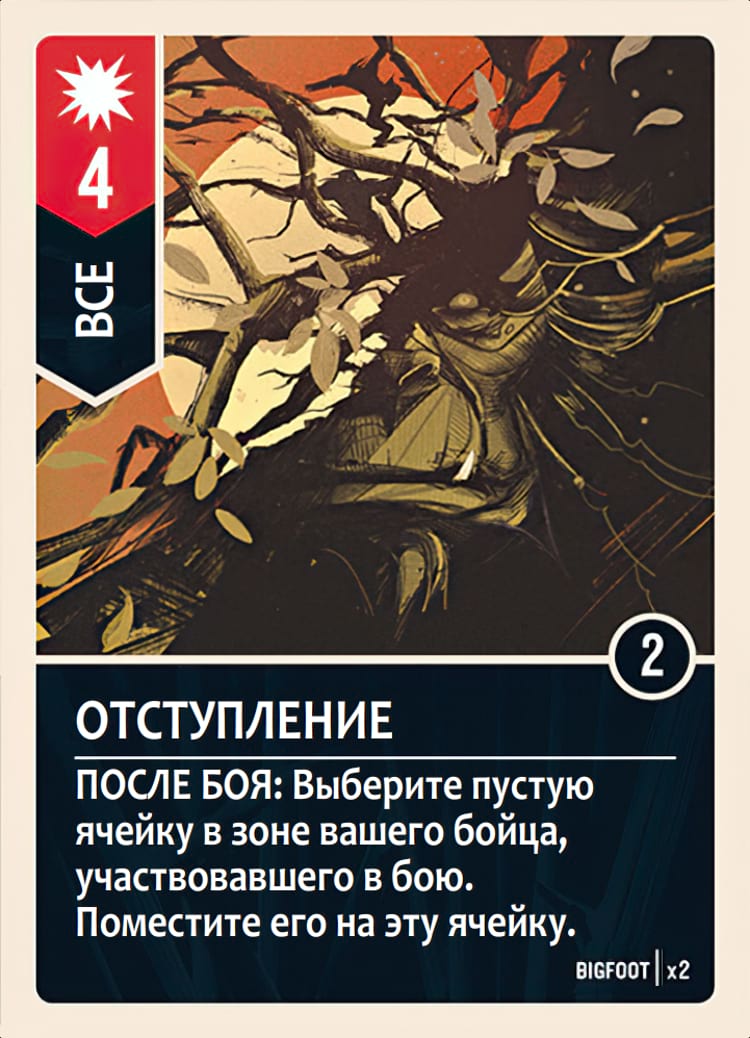 4
ВСЕ
2
ОТСТУПЛЕНИЕ
ПОСЛЕ БОЯ: Выберите пустую
ячейку в зоне вашего бойца,
участвовавшего в бою.
Поместите его на эту ячейку.
BIGFOOT | x2